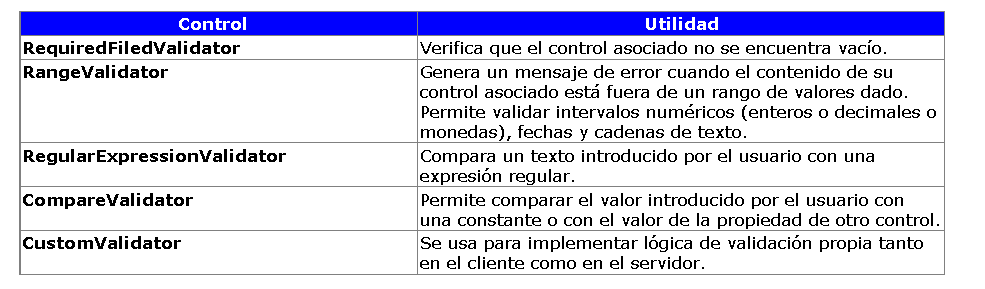 Control Utilidad
RequiredFiledValidator Verifica que el control asociado no se encuentra vacío.
RangeValidator Genera un mensaje de error cuando el contenido de su
control asociado está fuera de un rango de valores dado.
Permite validar intervalos numéricos (enteros o decimales o
monedas), fechas y cadenas de texto.
RegularExpressionValidator Compara un texto introducido por el usuario con una
expresión regular.
CompareValidator Permite comparar el valor introducido por el usuario con
una constante o con el valor de la propiedad de otro control.
CustomValidator Se usa para implementar lógica de validación propia tanto
en el cliente como en el servidor.